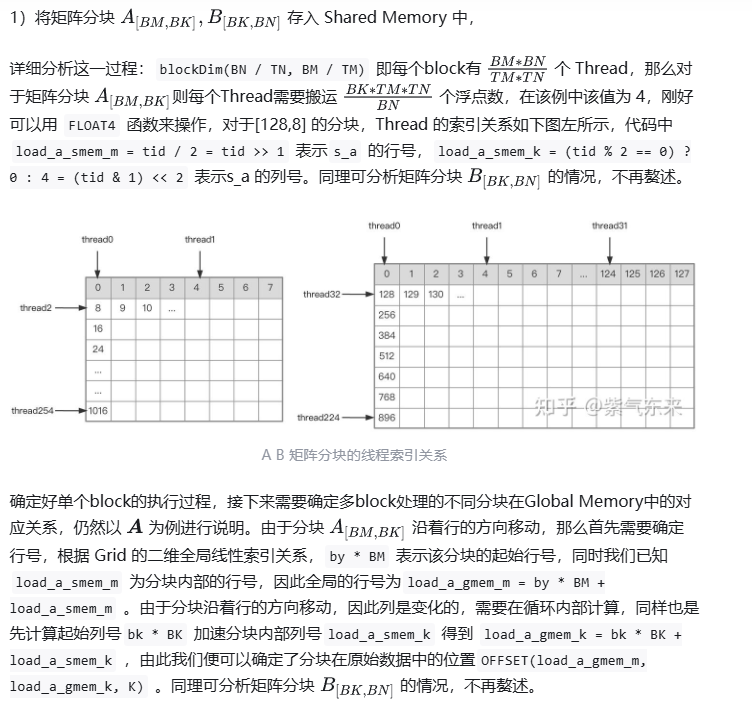 1）将矩阵分块 A[BM,BK], B[BK,BN] 存入 Shared Memory 中，
详细分析这一过程： blockDim(BN / TN, BM / TM) 即每个block有 BM*BN/TM*TN 个 Thread，那么对
于矩阵分块 A[BM,BK]则每个Thread需要搬运 BK*TM*TN/BN 个浮点数，在该例中该值为 4，刚好
可以用 FLOAT4 函数来操作，对于[128,8] 的分块，Thread 的索引关系如下图左所示，代码中
load_a_smem_m = tid / 2 = tid >> 1 表示 s_a 的行号， load_a_smem_k = (tid % 2 == 0) ?
0 : 4 = (tid & 1) << 2 表示s_a 的列号。同理可分析矩阵分块 B[BK,BN] 的情况，不再赘述。
thread0 thread1
0 1 2 3 4 5 6 7
thread2 8 9 10 ...
16
24
...
...
thread254 1016
thread0 thread1 thread31
0 1 2 3 4 5 6 7 ... 124 125 126 127
thread32 128 129 130 ...
256
384
512
640
768
thread224 896
知乎 @紫气东来
A B 矩阵分块的线程索引关系
确定好单个block的执行过程，接下来需要确定多block处理的不同分块在Global Memory中的对
应关系，仍然以 A 为例进行说明。由于分块 A[BM,BK] 沿着行的方向移动，那么首先需要确定
行号，根据 Grid 的二维全局线性索引关系， by * BM 表示该分块的起始行号，同时我们已知
load_a_smem_m 为分块内部的行号，因此全局的行号为 load_a_gmem_m = by * BM +
load_a_smem_m 。由于分块沿着行的方向移动，因此列是变化的，需要在循环内部计算，同样也是
先计算起始列号 bk * BK 加速分块内部列号 load_a_smem_k 得到 load_a_gmem_k = bk * BK +
load_a_smem_k ，由此我们便可以确定了分块在原始数据中的位置 OFFSET(load_a_gmem_m,
load_a_gmem_k, K) 。同理可分析矩阵分块 B[BK,BN] 的情况，不再赘述。